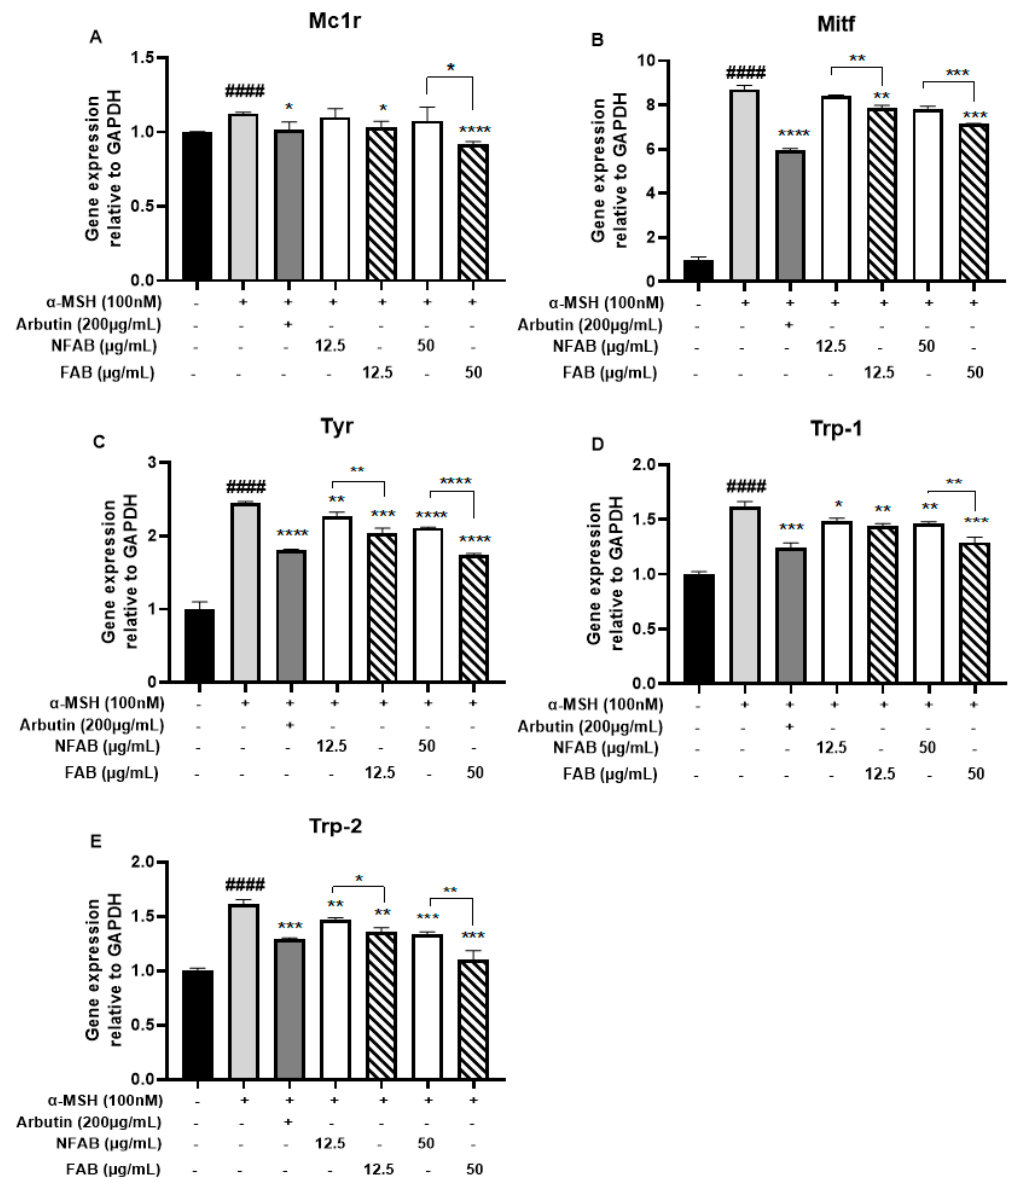 A
Mc1r
####
*
*
*
****
1.5
1.0
0.5
0.0
Gene expression
relative to GAPDH
α-MSH (100nM) - + + + + + +
Arbutin (200µg/mL) - - + - - - -
NFAB (µg/mL) - - - 12.5 - 50 -
FAB (µg/mL) - - - - 12.5 - 50
B
Mitf
####
****
**
**
***
***
10
8
6
4
2
0
Gene expression
relative to GAPDH
α-MSH (100nM) - + + + + + +
Arbutin (200µg/mL) - - + - - - -
NFAB (µg/mL) - - - 12.5 - 50 -
FAB (µg/mL) - - - - 12.5 - 50
C
Tyr
####
****
**
**
***
****
****
****
3
2
1
0
Gene expression
relative to GAPDH
α-MSH (100nM) - + + + + + +
Arbutin (200µg/mL) - - + - - - -
NFAB (µg/mL) - - - 12.5 - 50 -
FAB (µg/mL) - - - - 12.5 - 50
D
Trp-1
####
***
*
**
**
**
***
2.0
1.5
1.0
0.5
0.0
Gene expression
relative to GAPDH
α-MSH (100nM) - + + + + + +
Arbutin (200µg/mL) - - + - - - -
NFAB (µg/mL) - - - 12.5 - 50 -
FAB (µg/mL) - - - - 12.5 - 50
E
Trp-2
####
***
*
**
**
**
***
***
2.0
1.5
1.0
0.5
0.0
Gene expression
relative to GAPDH
α-MSH (100nM) - + + + + + +
Arbutin (200µg/mL) - - + - - - -
NFAB (µg/mL) - - - 12.5 - 50 -
FAB (µg/mL) - - - - 12.5 - 50